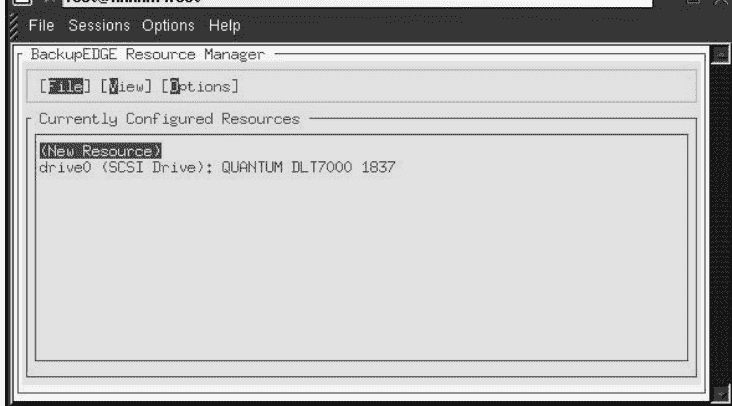 File Sessions Options Help
BackupEDGE Resource Manager
[File] [View] [Options]
Currently Configured Resources
(New Resource)
drive0 (SCSI Drive): QUANTUM DLT7000 1837